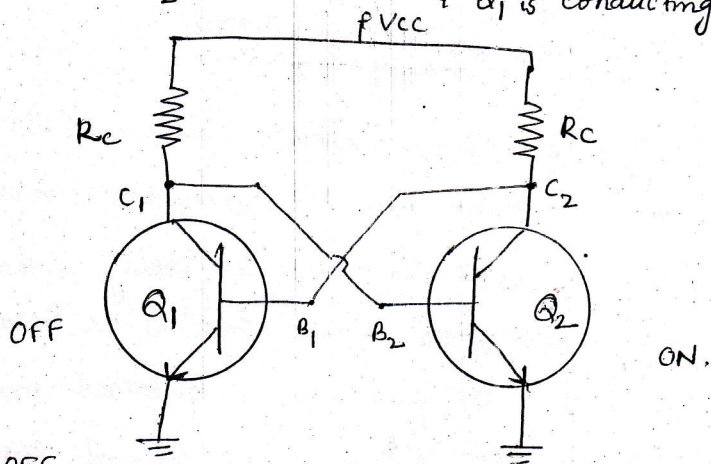 Q1 is conducting
VCC
Rc Rc
C1 C2
Q1 Q2
OFF B1 B2 ON.
OFF